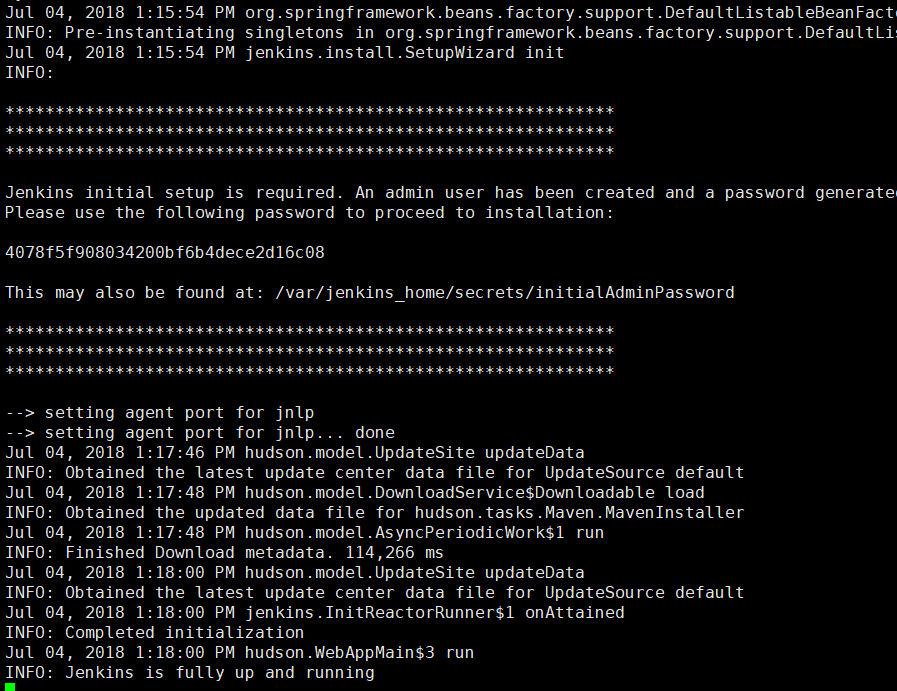 Jul 04, 2018 1:15:54 PM org.springframework.beans.factory.support.DefaultListableBeanFact
INFO: Pre-instantiating singletons in org.springframework.beans.factory.support.DefaultLis
Jul 04, 2018 1:15:54 PM jenkins.install.SetupWizard init
INFO:
*************************************************************
*************************************************************
*************************************************************
Jenkins initial setup is required. An admin user has been created and a password generated
Please use the following password to proceed to installation:
4078f5f908034200bf6b4dece2d16c08
This may also be found at: /var/jenkins_home/secrets/initialAdminPassword
*************************************************************
*************************************************************
*************************************************************
--> setting agent port for jnlp
--> setting agent port for jnlp... done
Jul 04, 2018 1:17:46 PM hudson.model.UpdateSite updateData
INFO: Obtained the latest update center data file for UpdateSource default
Jul 04, 2018 1:17:48 PM hudson.model.DownloadService$Downloadable load
INFO: Obtained the updated data file for hudson.tasks.Maven.MavenInstaller
Jul 04, 2018 1:17:48 PM hudson.model.AsyncPeriodicWork$1 run
INFO: Finished Download metadata. 114,266 ms
Jul 04, 2018 1:18:00 PM hudson.model.UpdateSite updateData
INFO: Obtained the latest update center data file for UpdateSource default
Jul 04, 2018 1:18:00 PM jenkins.InitReactorRunner$1 onAttained
INFO: Completed initialization
Jul 04, 2018 1:18:00 PM hudson.WebAppMain$3 run
INFO: Jenkins is fully up and running